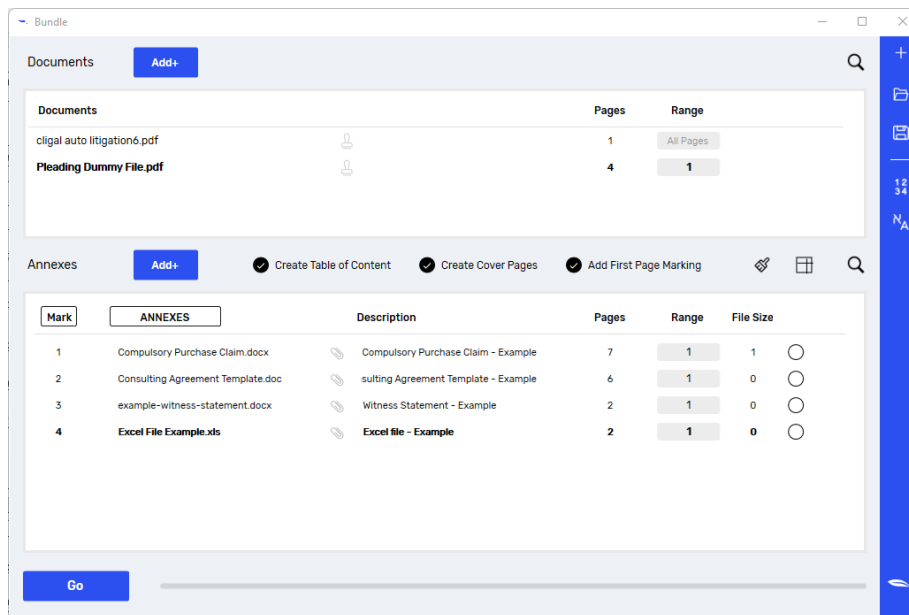 Bundle
Documents Add+
Documents Pages Range
cligal auto litigation6.pdf 1 All Pages
Pleading Dummy File.pdf 4 1
Annexes Add+ Create Table of Content Create Cover Pages Add First Page Marking
Mark ANNEXES Description Pages Range File Size
1 Compulsory Purchase Claim.docx Compulsory Purchase Claim - Example 7 1 1
2 Consulting Agreement Template.doc sulting Agreement Template - Example 6 1 0
3 example-witness-statement.docx Witness Statement - Example 2 1 0
4 Excel File Example.xls Excel file - Example 2 1 0
Go
12
34
א A